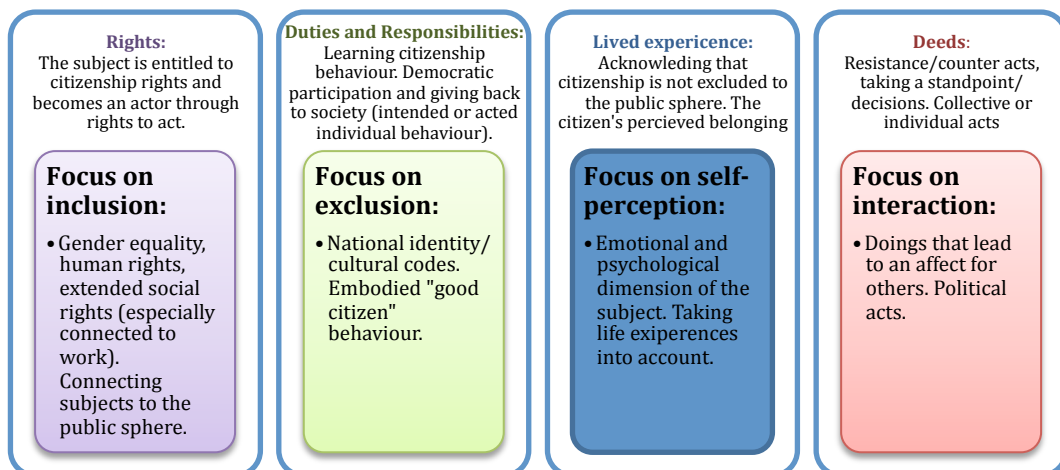 Rights:
The subject is entitled to
citizenship rights and
becomes an actor through
rights to act.
Focus on
inclusion:
• Gender equality,
human rights,
extended social
rights (especially
connected to
work).
Connecting
subjects to the
public sphere.
Duties and Responsibilities:
Learning citizenship
behaviour. Democratic
participation and giving back
to society (intended or acted
individual behaviour).
Focus on
exclusion:
• National identity/
cultural codes.
Embodied "good
citizen"
behaviour.
Lived expericence:
Acknowleding that
citizenship is not excluded to
the public sphere. The
citizen's percieved belonging
Focus on self-
perception:
• Emotional and
psychological
dimension of the
subject. Taking
life exiperences
into account.
Deeds:
Resistance/counter acts,
taking a standpoint/
decisions. Collective or
individual acts
Focus on
interaction:
• Doings that lead
to an affect for
others. Political
acts.